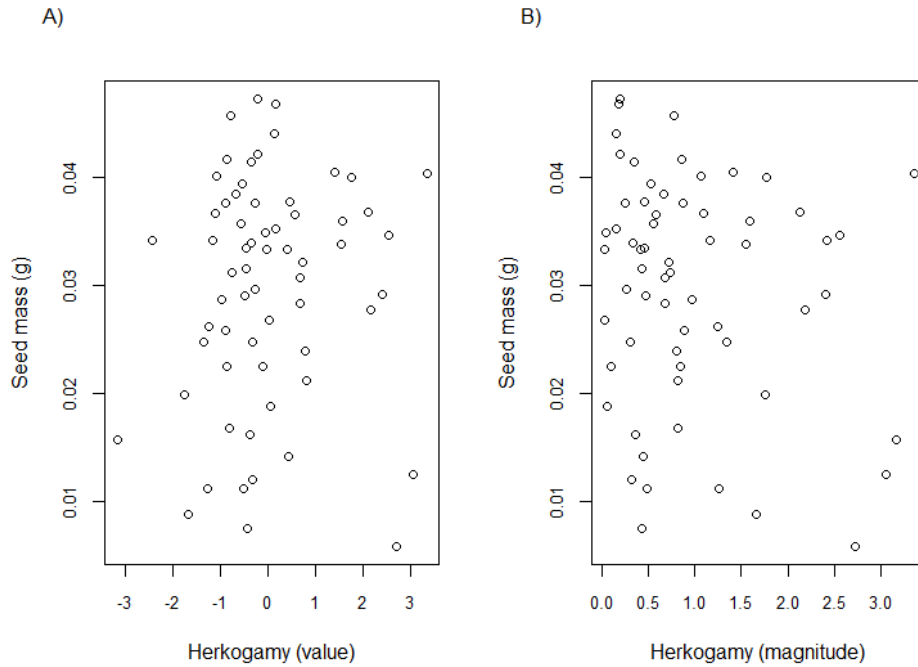 A)
B)
Seed mass (g)
0.01 0.02 0.03 0.04
-3 -2 -1 0 1 2 3
Herkogamy (value)
Seed mass (g)
0.01 0.02 0.03 0.04
0.0 0.5 1.0 1.5 2.0 2.5 3.0
Herkogamy (magnitude)